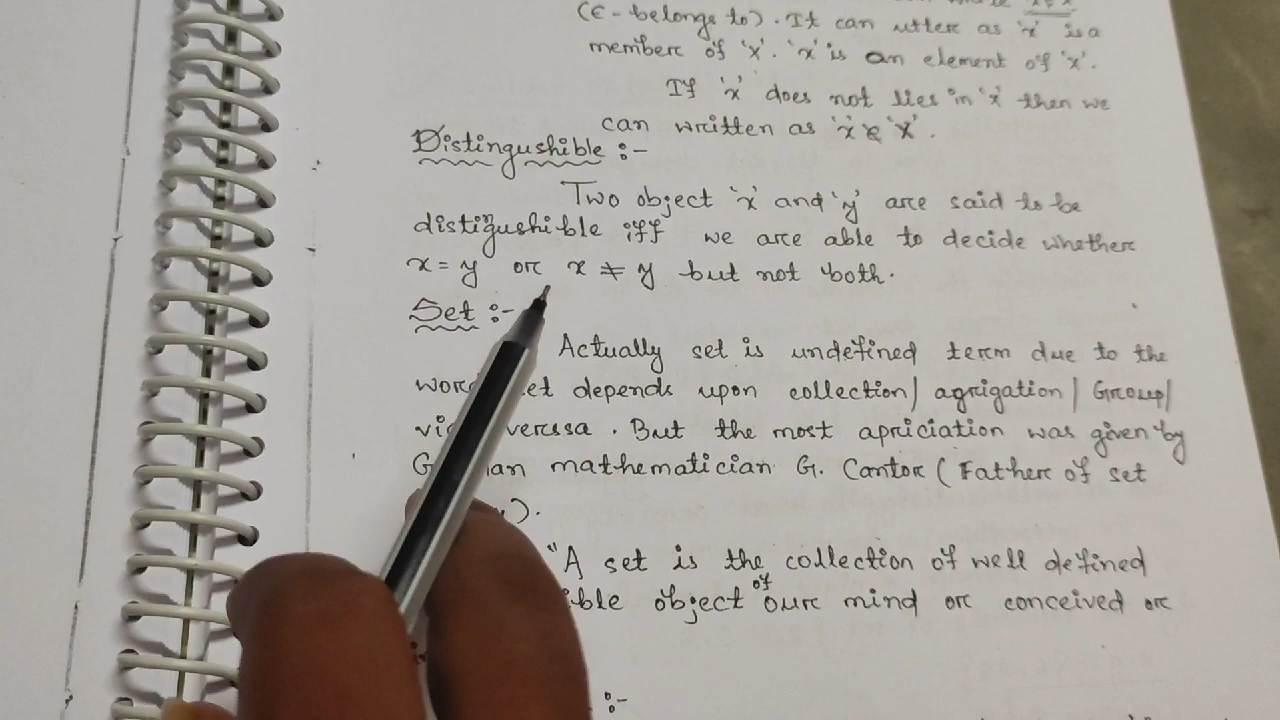 (∈ - belongs to). It can utter as 'x' is a
member of 'x'. 'x' is an element of 'x'.
If 'x' does not lies in 'x' then we
can written as 'x' ∉ 'x'.
Distingushible :-
Two object 'x' and 'y' are said to be
distigushible iff we are able to decide whether
x = y or x ≠ y but not both.
Set :-
Actually set is undefined term due to the
depends upon collection/ agrigation/ Group/
verssa. But the most apriciation was given by
mathematician G. Cantor (Father of set
).
"A set is the collection of well defined
object of our mind or conceived or
:-